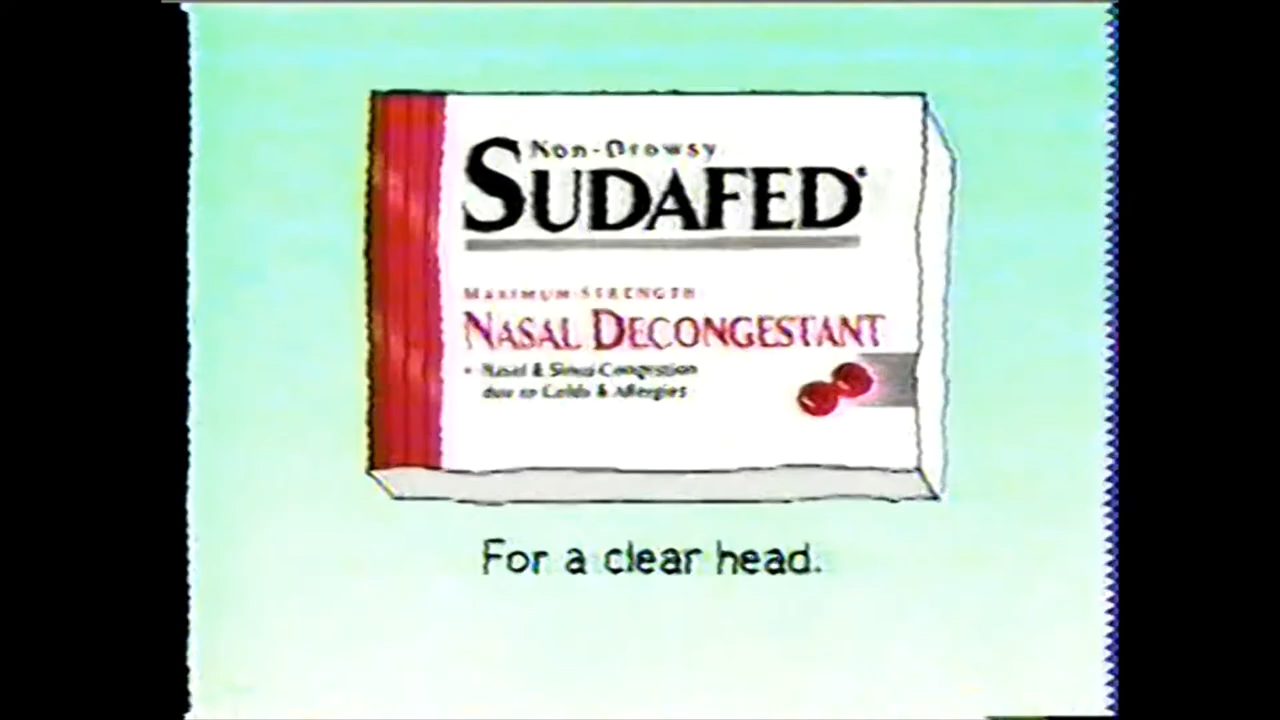 Non-Drowsy
SUDAFED®
MAXIMUM STRENGTH
NASAL DECONGESTANT
• Nasal & Sinus Congestion
due to Colds & Allergies
For a clear head.